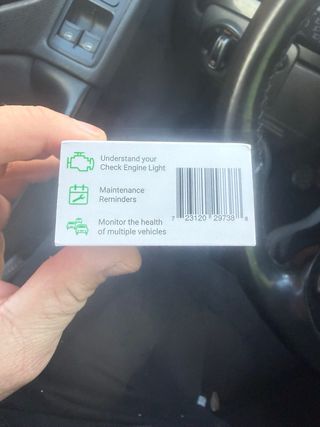 Understand your
Check Engine Light
Maintenance
Reminders
Monitor the health
of multiple vehicles
7 23120 29738 8